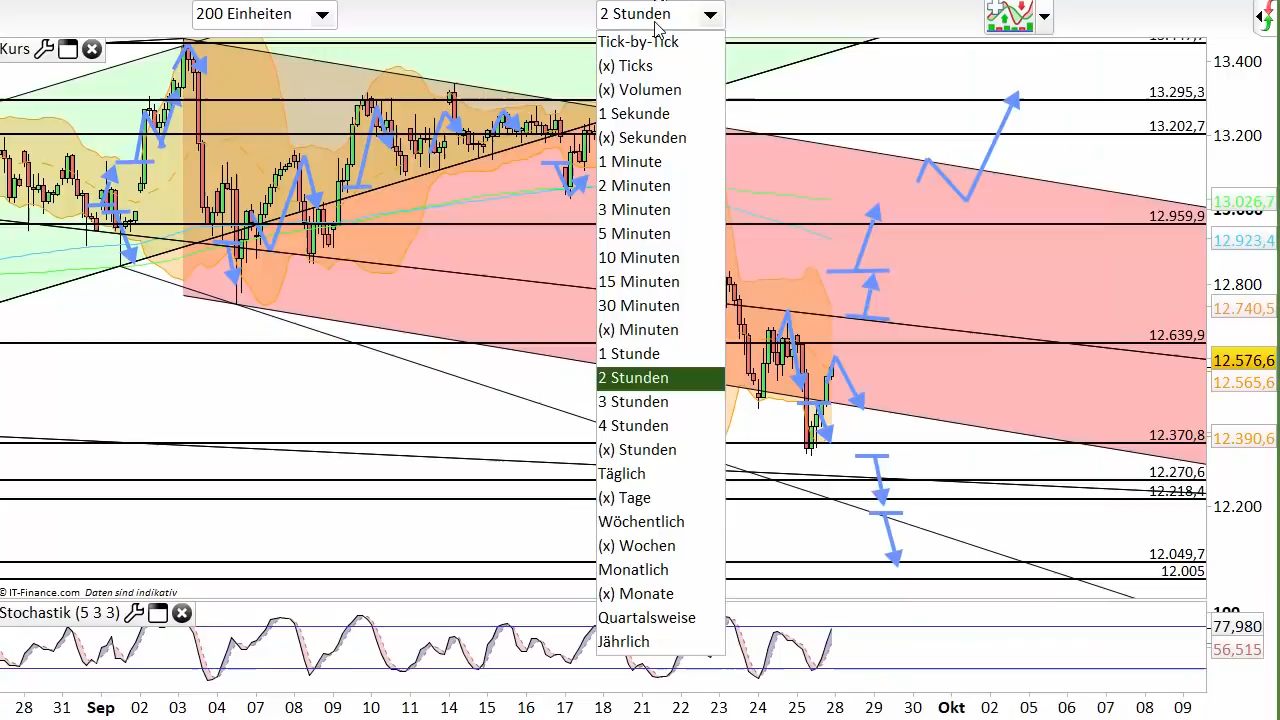 200 Einheiten
2 Stunden
Kurs
Tick-by-Tick
(x) Ticks
(x) Volumen
1 Sekunde
(x) Sekunden
1 Minute
2 Minuten
3 Minuten
5 Minuten
10 Minuten
15 Minuten
30 Minuten
(x) Minuten
1 Stunde
2 Stunden
3 Stunden
4 Stunden
(x) Stunden
Täglich
(x) Tage
Wöchentlich
(x) Wochen
Monatlich
(x) Monate
Quartalsweise
Jährlich
13.295,3
13.202,7
12.959,9
12.639,9
12.370,8
12.270,6
12.218,4
12.049,7
12.005
13.400
13.200
13.026,7
12.923,4
12.800
12.740,5
12.576,6
12.565,6
12.390,6
12.200
© IT-Finance.com Daten sind indikativ
Stochastik (5 3 3)
77,980
56,515
28 31 Sep 02 03 04 07 08 09 10 11 14 15 16 17 18 21 22 23 24 25 28 29 30 Okt 02 05 06 07 08 09